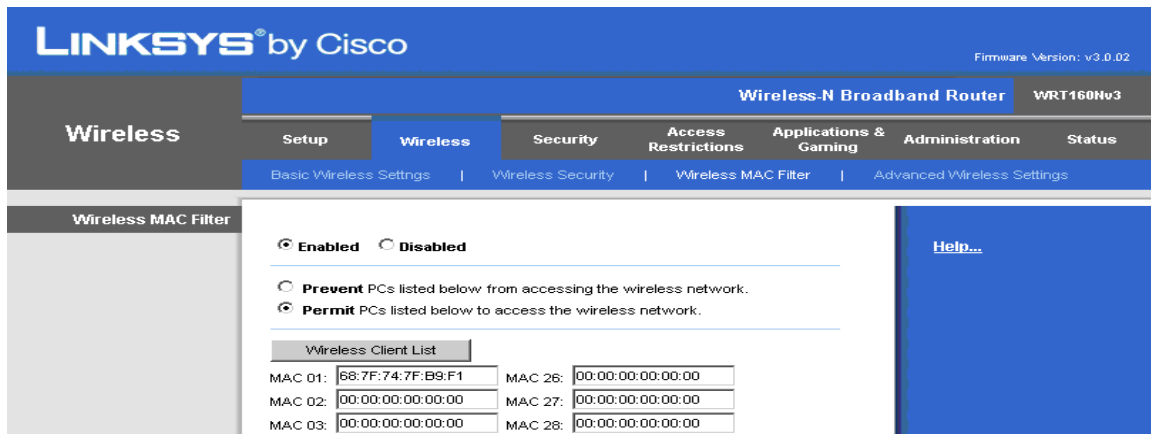 LINKSYS® by Cisco
Firmware Version: v3.0.02
Wireless-N Broadband Router WRT160Nv3
Wireless
Setup Wireless Security Access Restrictions Applications & Gaming Administration Status
Basic Wireless Settngs | Wireless Security | Wireless MAC Filter | Advanced Wireless Settings
Wireless MAC Filter
Enabled Disabled
Help...
Prevent PCs listed below from accessing the wireless network.
Permit PCs listed below to access the wireless network.
Wireless Client List
MAC 01: 68:7F:74:7F:B9:F1 MAC 26: 00:00:00:00:00:00
MAC 02: 00:00:00:00:00:00 MAC 27: 00:00:00:00:00:00
MAC 03: 00:00:00:00:00:00 MAC 28: 00:00:00:00:00:00